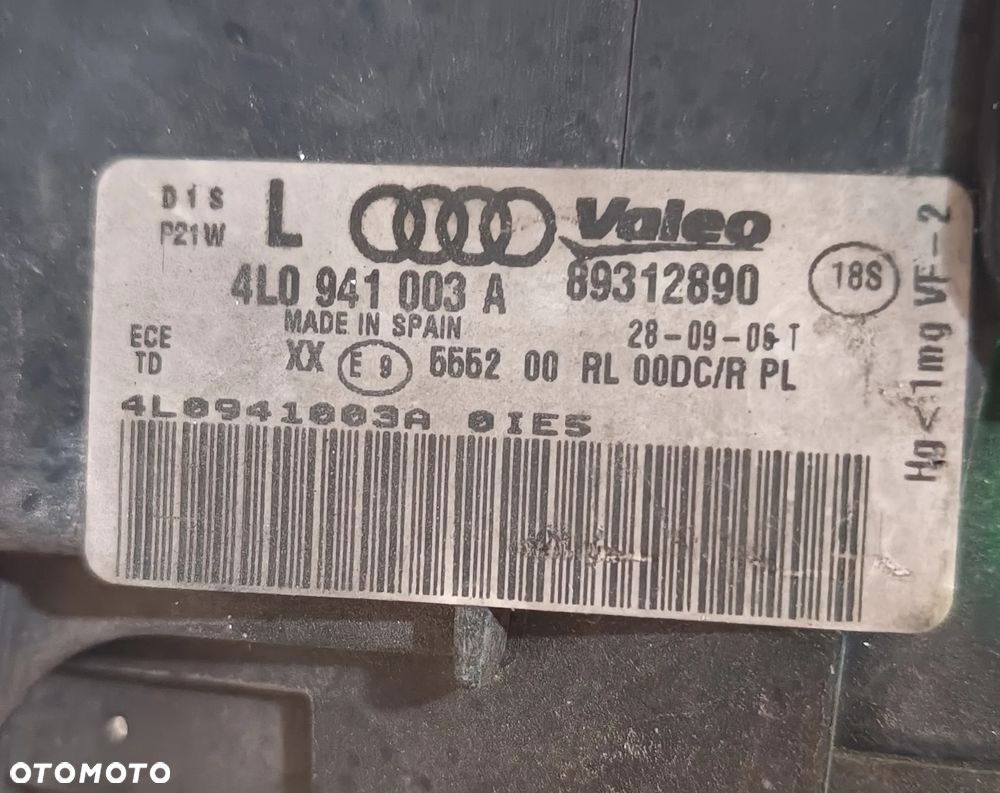 D1S L Valeo
P21W
4L0 941 003 A 89312890 18S
MADE IN SPAIN 28-09-06 T
ECE
TD
XX E 9 5552 00 RL 00DC/R PL
4L0941003A 0IE5
Hg <1mg VF-2
OTOMOTO